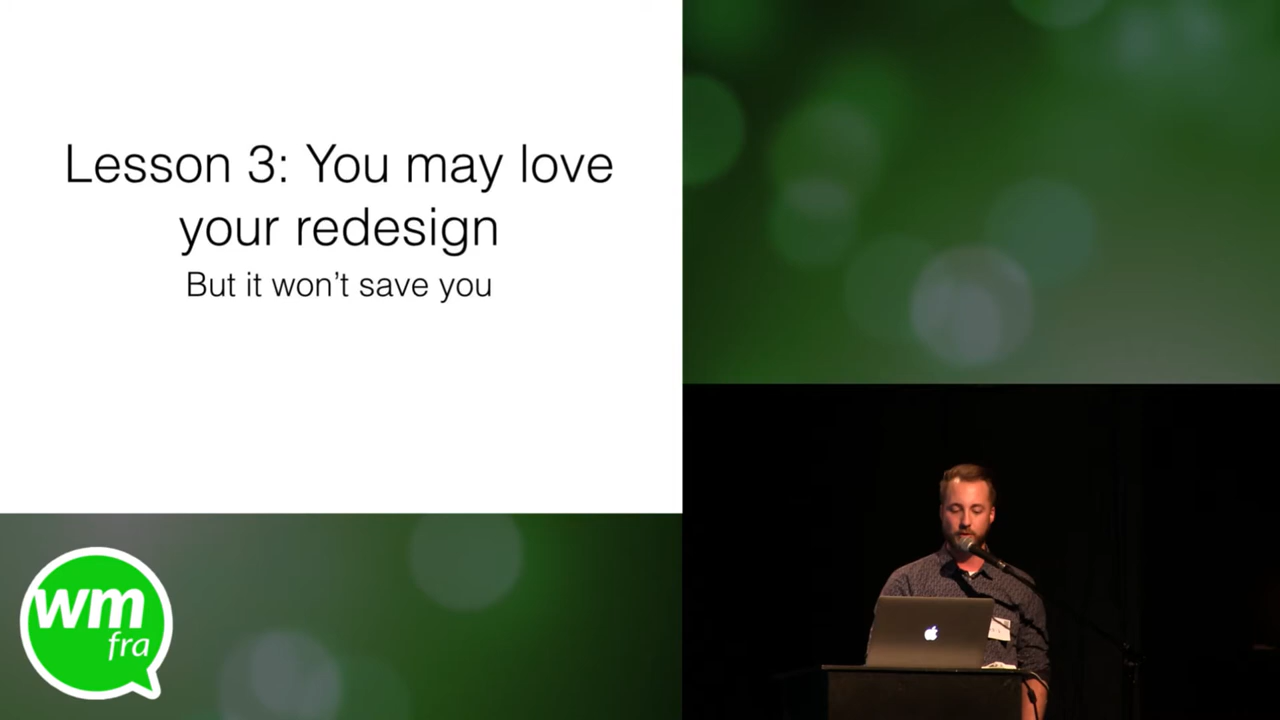 Lesson 3: You may love
your redesign
But it won’t save you
wm
fra